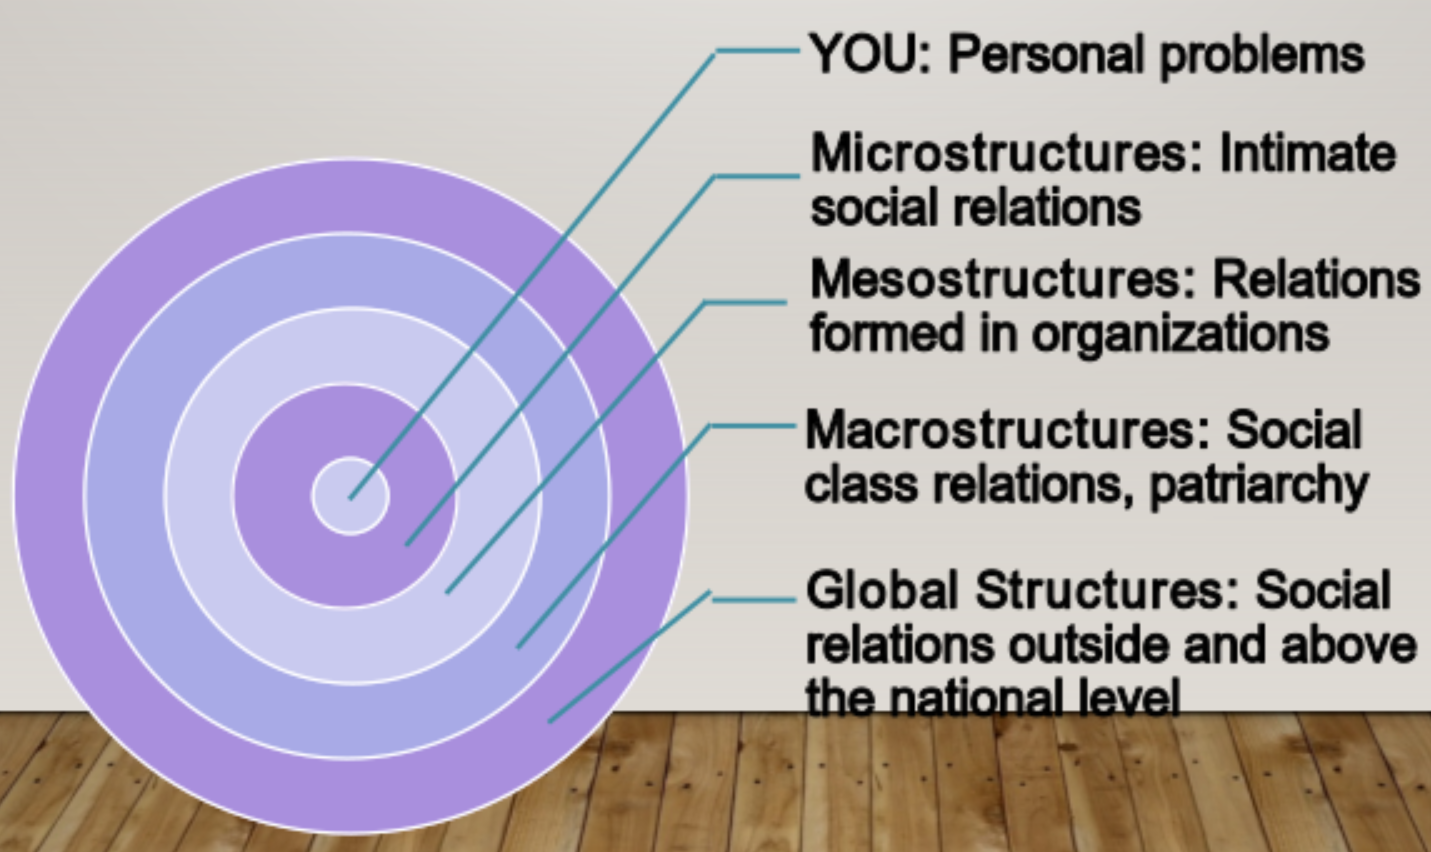 YOU: Personal problems
Microstructures: Intimate
social relations
Mesostructures: Relations
formed in organizations
Macrostructures: Social
class relations, patriarchy
Global Structures: Social
relations outside and above
the national level